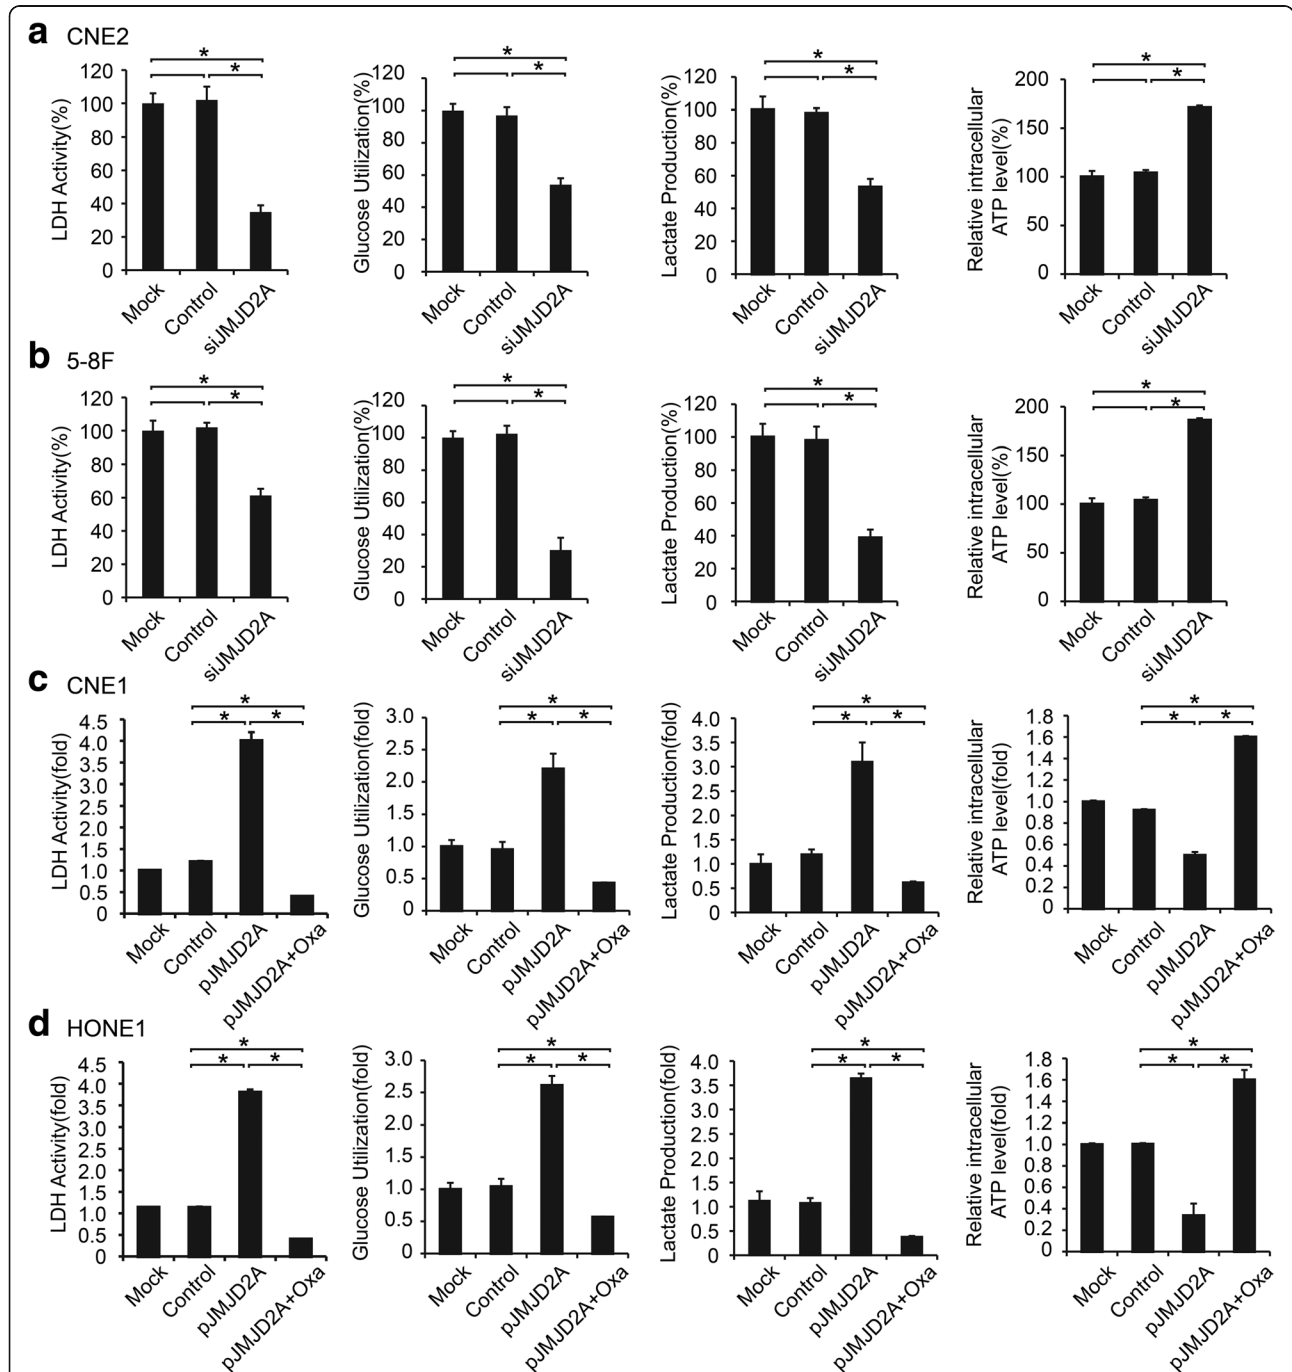 a CNE2
* *
LDH Activity(%)
120
100
80
60
40
20
0
Mock
Control
siJMJD2A
* *
Glucose Utilization(%)
120
100
80
60
40
20
0
Mock
Control
siJMJD2A
* *
Lactate Production(%)
120
100
80
60
40
20
0
Mock
Control
siJMJD2A
* *
Relative intracellular
ATP level(%)
200
150
100
50
0
Mock
Control
siJMJD2A
b 5-8F
* *
LDH Activity(%)
120
100
80
60
40
20
0
Mock
Control
siJMJD2A
* *
Glucose Utilization(%)
120
100
80
60
40
20
0
Mock
Control
siJMJD2A
* *
Lactate Production(%)
120
100
80
60
40
20
0
Mock
Control
siJMJD2A
* *
Relative intracellular
ATP level(%)
200
150
100
50
0
Mock
Control
siJMJD2A
c CNE1
* * *
LDH Activity(fold)
4.5
4.0
3.5
3.0
2.5
2.0
1.5
1.0
0.5
0
Mock
Control
pJMJD2A
pJMJD2A+Oxa
* * *
Glucose Utilization(fold)
3.0
2.5
2.0
1.5
1.0
0.5
0
Mock
Control
pJMJD2A
pJMJD2A+Oxa
* * *
Lactate Production(fold)
4.0
3.5
3.0
2.5
2.0
1.5
1.0
0.5
0
Mock
Control
pJMJD2A
pJMJD2A+Oxa
* * *
Relative intracellular
ATP level(fold)
1.8
1.6
1.4
1.2
1.0
0.8
0.6
0.4
0.2
0
Mock
Control
pJMJD2A
pJMJD2A+Oxa
d HONE1
* * *
LDH Activity(fold)
4.5
4.0
3.5
3.0
2.5
2.0
1.5
1.0
0.5
0
Mock
Control
pJMJD2A
pJMJD2A+Oxa
* * *
Glucose Utilization(fold)
3.0
2.5
2.0
1.5
1.0
0.5
0
Mock
Control
pJMJD2A
pJMJD2A+Oxa
* * *
Lactate Production(fold)
4.0
3.5
3.0
2.5
2.0
1.5
1.0
0.5
0
Mock
Control
pJMJD2A
pJMJD2A+Oxa
* * *
Relative intracellular
ATP level(fold)
1.8
1.6
1.4
1.2
1.0
0.8
0.6
0.4
0.2
0
Mock
Control
pJMJD2A
pJMJD2A+Oxa